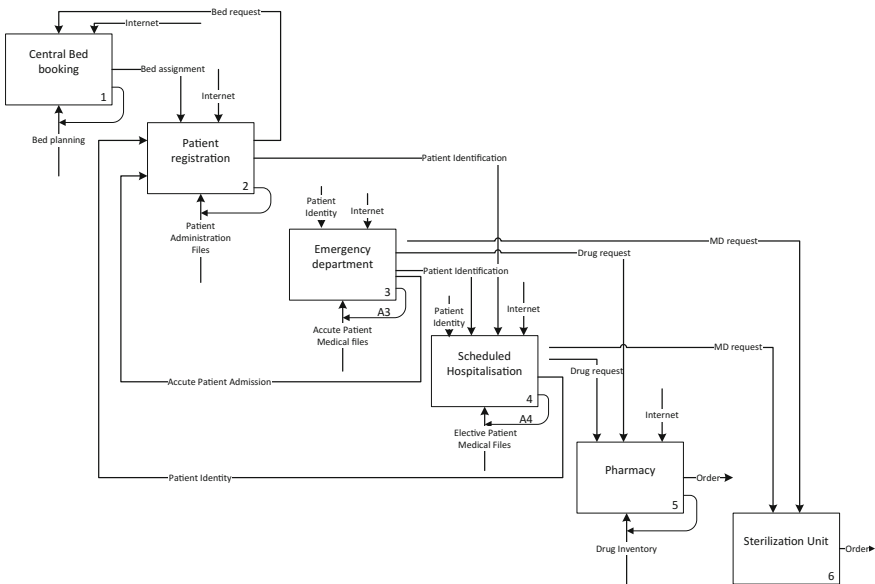 Bed request
Internet
Central Bed
booking
1
Bed assignment
Internet
Bed planning
Patient
registration
2
Patient Identification
Patient
Administration
Files
Patient
Identity
Internet
Emergency
department
3
MD request
Drug request
Patient Identification
A3
Patient
Identity
Internet
Accute Patient
Medical files
Scheduled
Hospitalisation
4
MD request
Drug request
Accute Patient Admission
A4
Internet
Elective Patient
Medical Files
Pharmacy
5
Patient Identity
Order
Drug Inventory
Sterilization Unit
6
Order